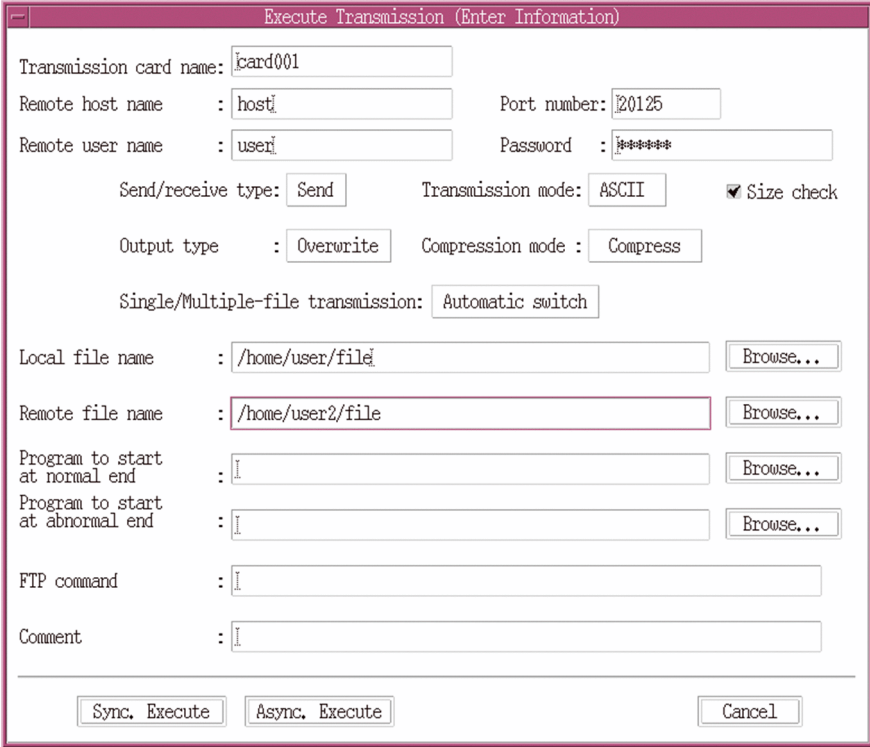 Execute Transmission (Enter Information)
Transmission card name: card001
Remote host name : host Port number: 20125
Remote user name : user Password : ******
Send/receive type: Send Transmission mode: ASCII Size check
Output type : Overwrite Compression mode : Compress
Single/Multiple-file transmission: Automatic switch
Local file name : /home/user/file Browse...
Remote file name : /home/user2/file Browse...
Program to start
at normal end : Browse...
Program to start
at abnormal end : Browse...
FTP command :
Comment :
Sync. Execute Async. Execute Cancel